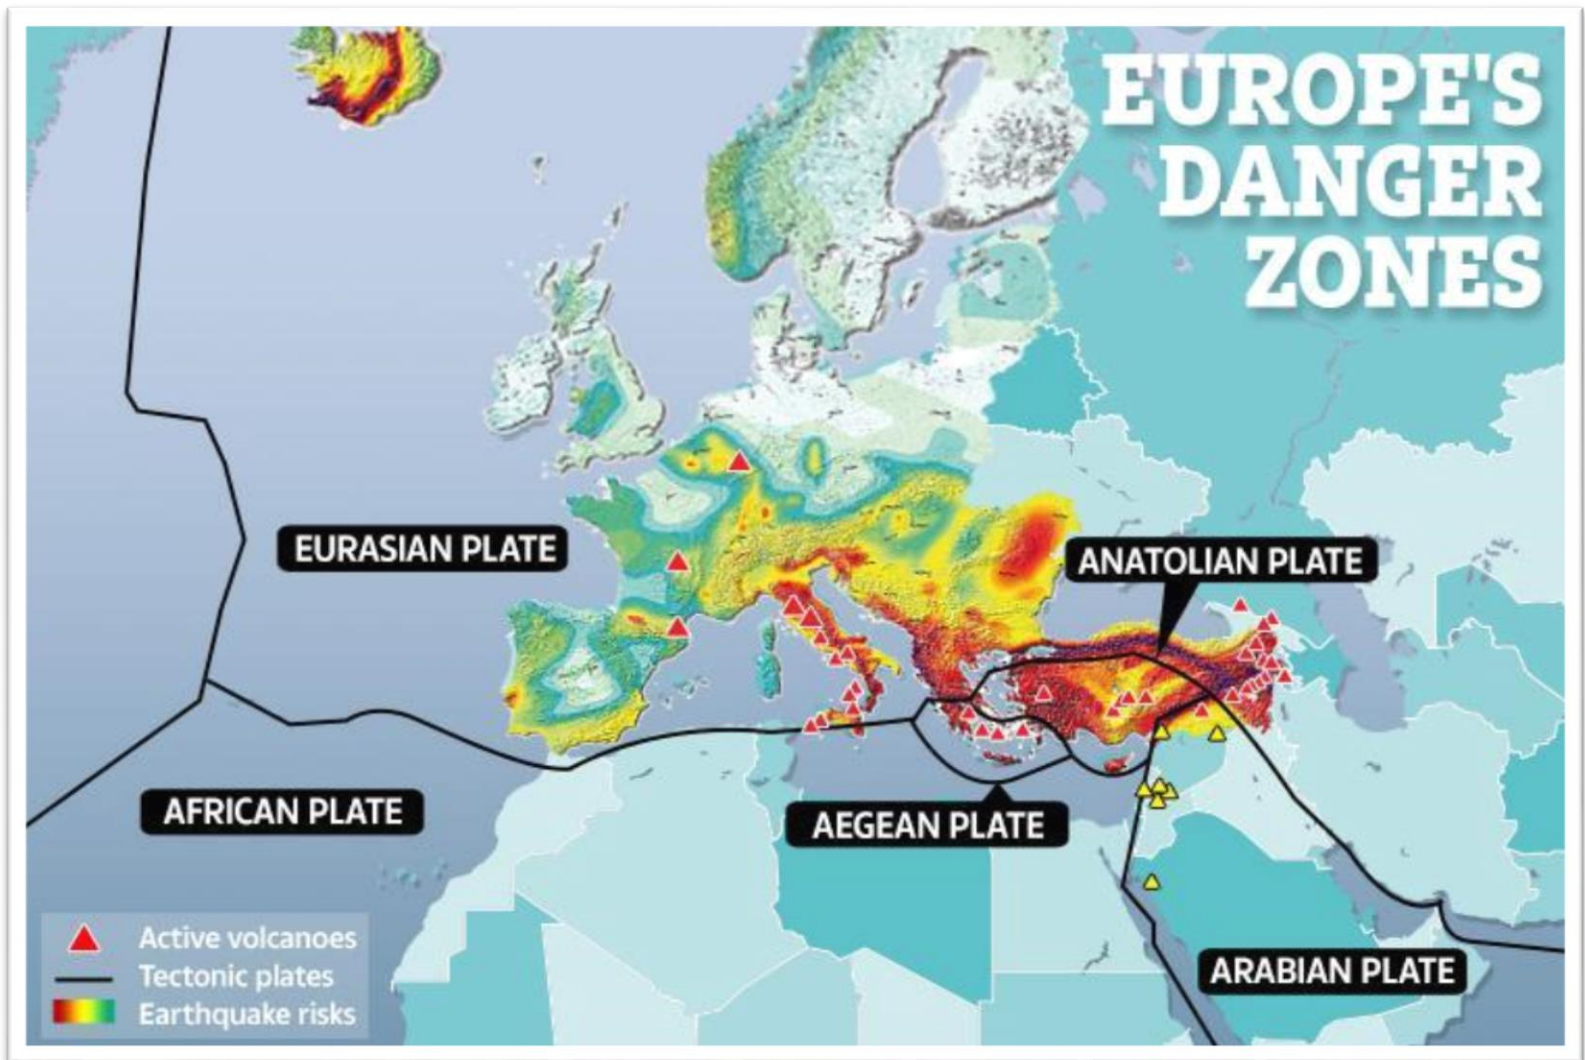 EUROPE'S
DANGER
ZONES
EURASIAN PLATE
ANATOLIAN PLATE
AFRICAN PLATE
AEGEAN PLATE
ARABIAN PLATE
Active volcanoes
Tectonic plates
Earthquake risks